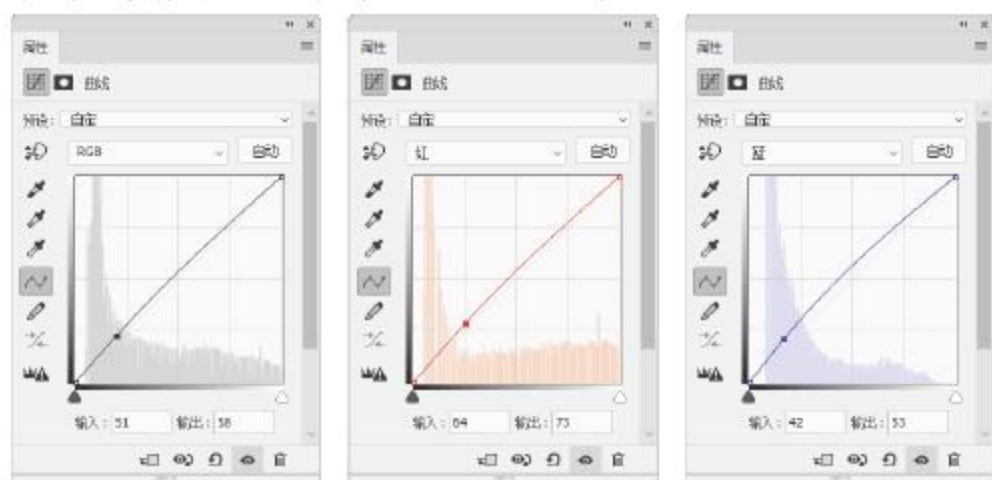 属性
曲线
预设: 自定
RGB 自动
输入: 51 输出: 58
属性
曲线
预设: 自定
红 自动
输入: 64 输出: 73
属性
曲线
预设: 自定
蓝 自动
输入: 42 输出: 53